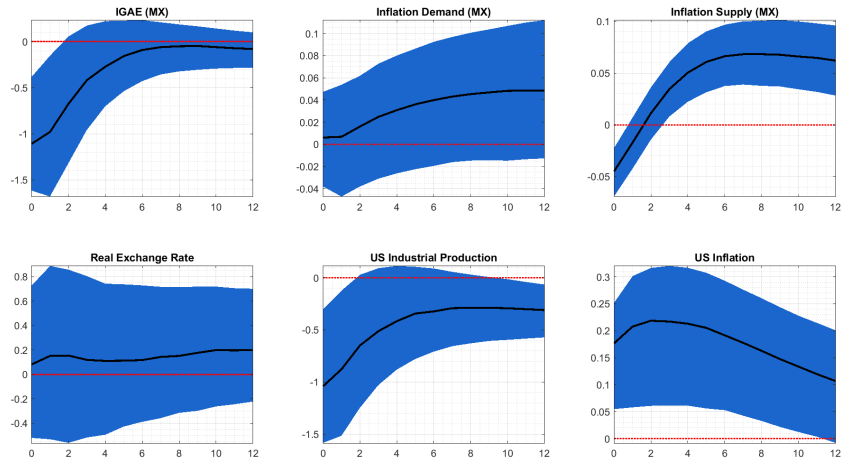 IGAE (MX)
0
-0.5
-1
-1.5
0 2 4 6 8 10 12
Inflation Demand (MX)
0.1
0.08
0.06
0.04
0.02
0
-0.02
-0.04
0 2 4 6 8 10 12
Inflation Supply (MX)
0.1
0.05
0
-0.05
0 2 4 6 8 10 12
Real Exchange Rate
0.8
0.6
0.4
0.2
0
-0.2
-0.4
0 2 4 6 8 10 12
US Industrial Production
0
-0.5
-1
-1.5
0 2 4 6 8 10 12
US Inflation
0.3
0.25
0.2
0.15
0.1
0.05
0
0 2 4 6 8 10 12